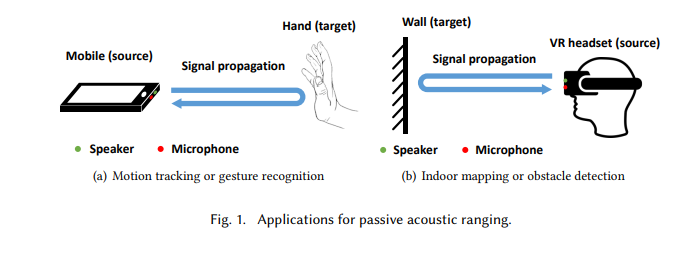 Mobile (source)
Signal propagation
Hand (target)
Speaker
Microphone
(a) Motion tracking or gesture recognition
Wall (target)
Signal propagation
VR headset (source)
Speaker
Microphone
(b) Indoor mapping or obstacle detection
Fig. 1. Applications for passive acoustic ranging.